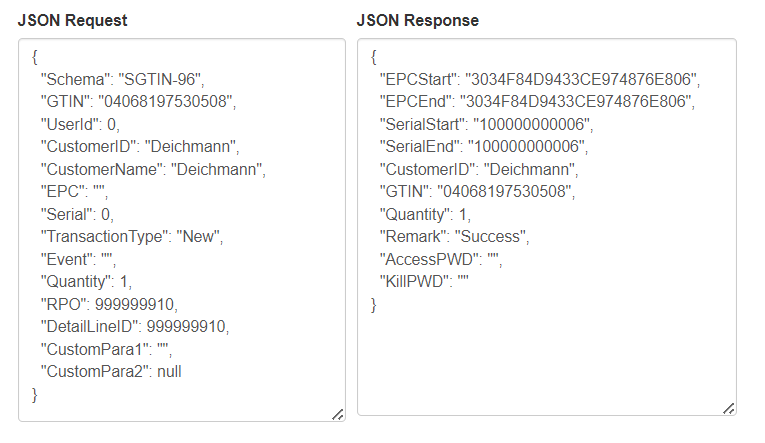 JSON Request
{
"Schema": "SGTIN-96",
"GTIN": "04068197530508",
"UserId": 0,
"CustomerID": "Deichmann",
"CustomerName": "Deichmann",
"EPC": "",
"Serial": 0,
"TransactionType": "New",
"Event": "",
"Quantity": 1,
"RPO": 999999910,
"DetailLineID": 999999910,
"CustomPara1": "",
"CustomPara2": null
}
JSON Response
{
"EPCStart": "3034F84D9433CE974876E806",
"EPCEnd": "3034F84D9433CE974876E806",
"SerialStart": "100000000006",
"SerialEnd": "100000000006",
"CustomerID": "Deichmann",
"GTIN": "04068197530508",
"Quantity": 1,
"Remark": "Success",
"AccessPWD": "",
"KillPWD": ""
}